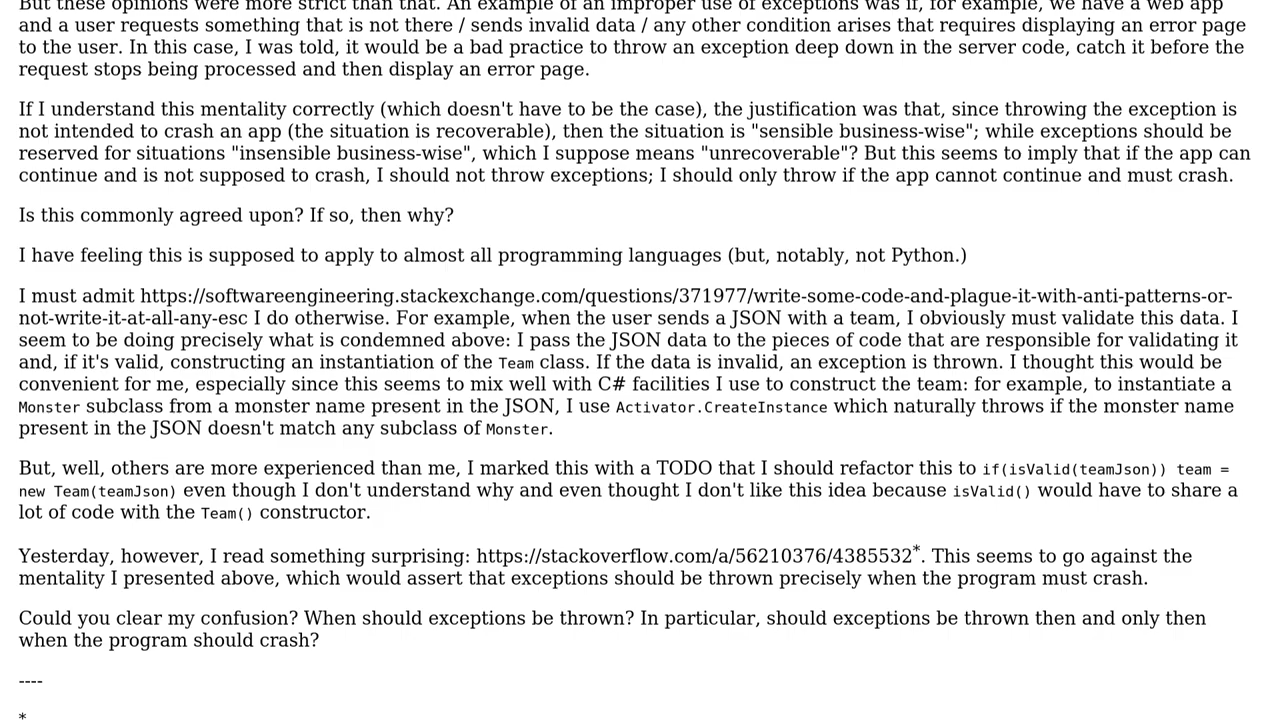 But these opinions were more strict than that. An example of an improper use of exceptions was if, for example, we have a web app
and a user requests something that is not there / sends invalid data / any other condition arises that requires displaying an error page
to the user. In this case, I was told, it would be a bad practice to throw an exception deep down in the server code, catch it before the
request stops being processed and then display an error page.
If I understand this mentality correctly (which doesn't have to be the case), the justification was that, since throwing the exception is
not intended to crash an app (the situation is recoverable), then the situation is "sensible business-wise"; while exceptions should be
reserved for situations "insensible business-wise", which I suppose means "unrecoverable"? But this seems to imply that if the app can
continue and is not supposed to crash, I should not throw exceptions; I should only throw if the app cannot continue and must crash.
Is this commonly agreed upon? If so, then why?
I have feeling this is supposed to apply to almost all programming languages (but, notably, not Python.)
I must admit https://softwareengineering.stackexchange.com/questions/371977/write-some-code-and-plague-it-with-anti-patterns-or-
not-write-it-at-all-any-esc I do otherwise. For example, when the user sends a JSON with a team, I obviously must validate this data. I
seem to be doing precisely what is condemned above: I pass the JSON data to the pieces of code that are responsible for validating it
and, if it's valid, constructing an instantiation of the Team class. If the data is invalid, an exception is thrown. I thought this would be
convenient for me, especially since this seems to mix well with C# facilities I use to construct the team: for example, to instantiate a
Monster subclass from a monster name present in the JSON, I use Activator.CreateInstance which naturally throws if the monster name
present in the JSON doesn't match any subclass of Monster.
But, well, others are more experienced than me, I marked this with a TODO that I should refactor this to if(isValid(teamJson)) team =
new Team(teamJson) even though I don't understand why and even thought I don't like this idea because isValid() would have to share a
lot of code with the Team() constructor.
Yesterday, however, I read something surprising: https://stackoverflow.com/a/56210376/4385532*. This seems to go against the
mentality I presented above, which would assert that exceptions should be thrown precisely when the program must crash.
Could you clear my confusion? When should exceptions be thrown? In particular, should exceptions be thrown then and only then
when the program should crash?
----
*